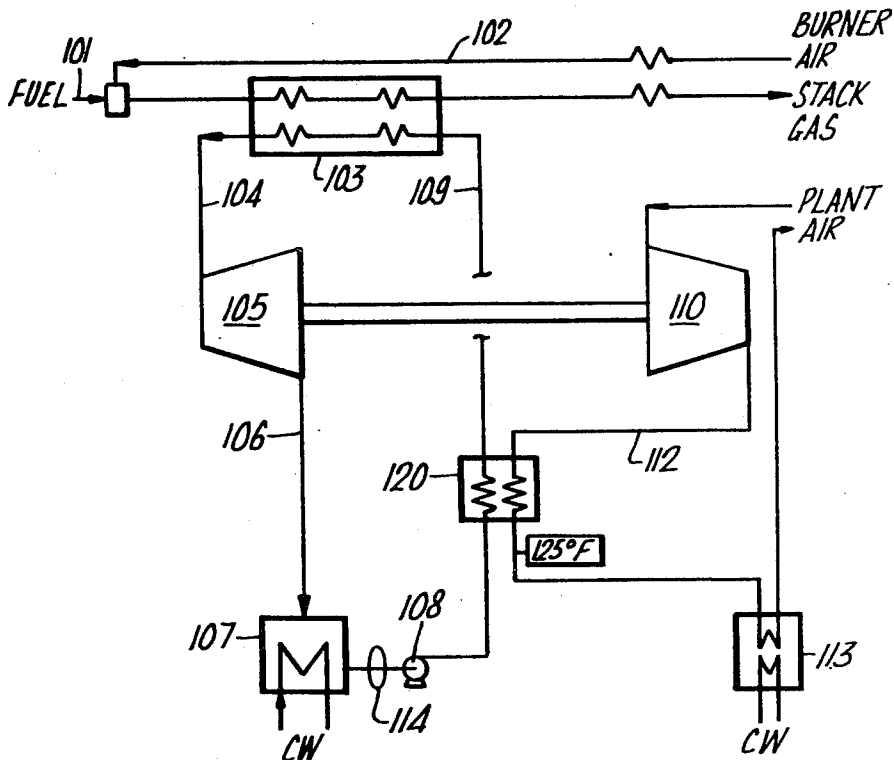 BURNER
AIR
102
101
FUEL
STACK
GAS
103
104
109
PLANT
AIR
105
110
106
112
120
125°F
108
107
113
114
CW
CW